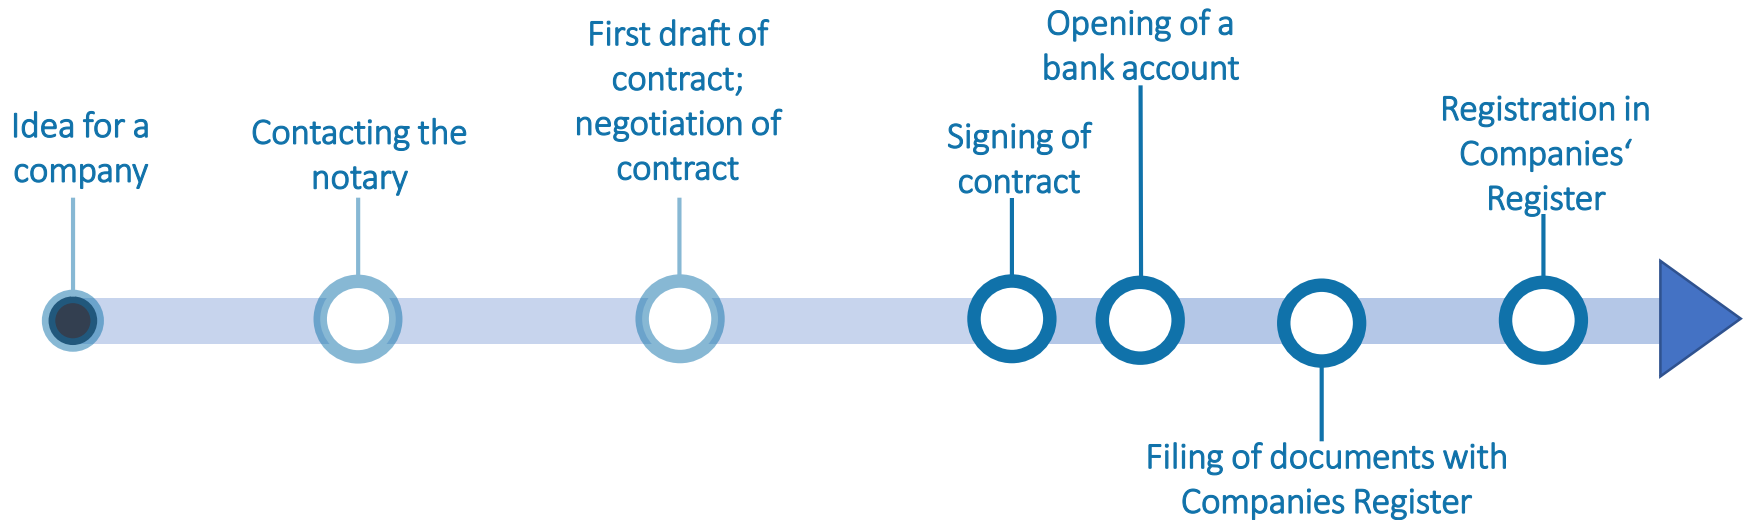 Idea for a
company
Contacting the
notary
First draft of
contract;
negotiation of
contract
Signing of
contract
Opening of a
bank account
Filing of documents with
Companies Register
Registration in
Companies‘
Register